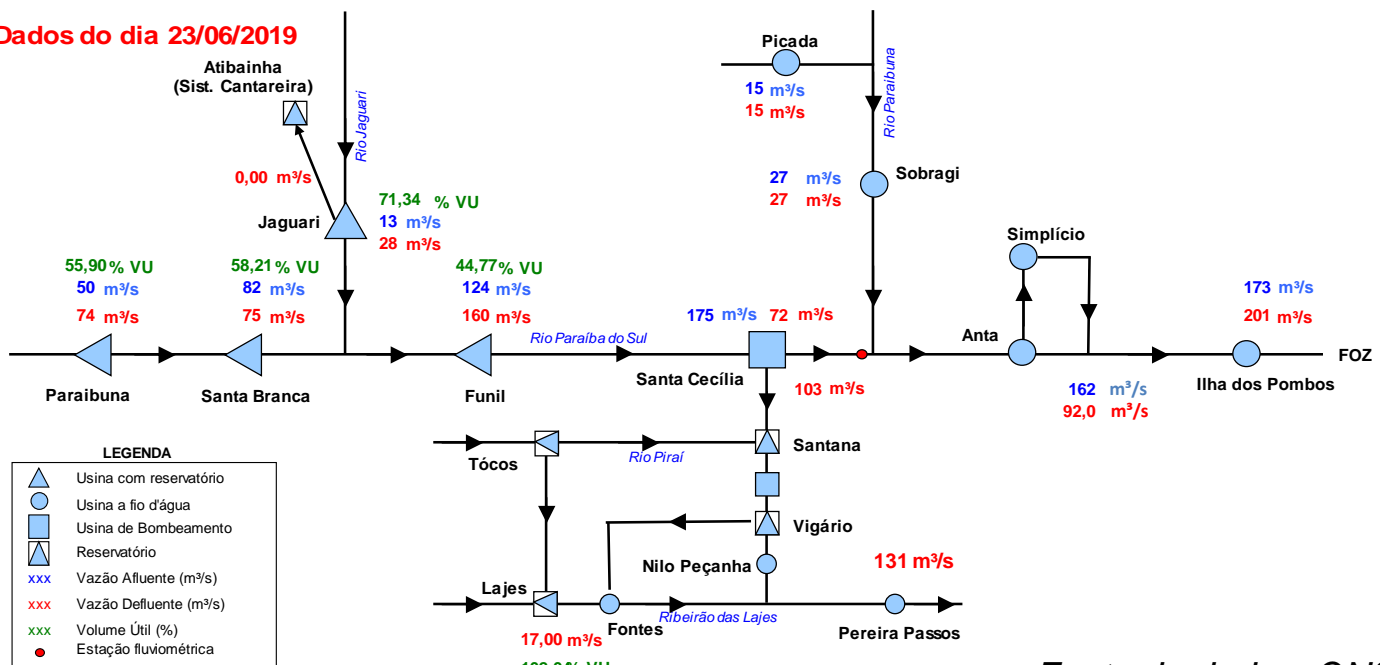 Dados do dia 23/06/2019
Atibainha
(Sist. Cantareira)
Rio Jaguari
0,00 m³/s
Jaguari
71,34 % VU
13 m³/s
28 m³/s
Picada
15 m³/s
15 m³/s
Rio Paraibuna
27 m³/s
27 m³/s
Sobragi
55,90% VU
50 m³/s
74 m³/s
Paraibuna
58,21% VU
82 m³/s
75 m³/s
Santa Branca
44,77% VU
124 m³/s
160 m³/s
Funil
Rio Paraíba do Sul
175 m³/s 72 m³/s
Santa Cecília
103 m³/s
Simplício
Anta
162 m³/s
92,0 m³/s
173 m³/s
201 m³/s
Ilha dos Pombos
FOZ
Tócos
Rio Piraí
Santana
Vigário
Nilo Peçanha
131 m³/s
Lajes
Fontes
Ribeirão das Lajes
Pereira Passos
17,00 m³/s
LEGENDA
Usina com reservatório
Usina a fio d'água
Usina de Bombeamento
Reservatório
xxx Vazão Afluente (m³/s)
xxx Vazão Defluente (m³/s)
xxx Volume Útil (%)
Estação fluviométrica